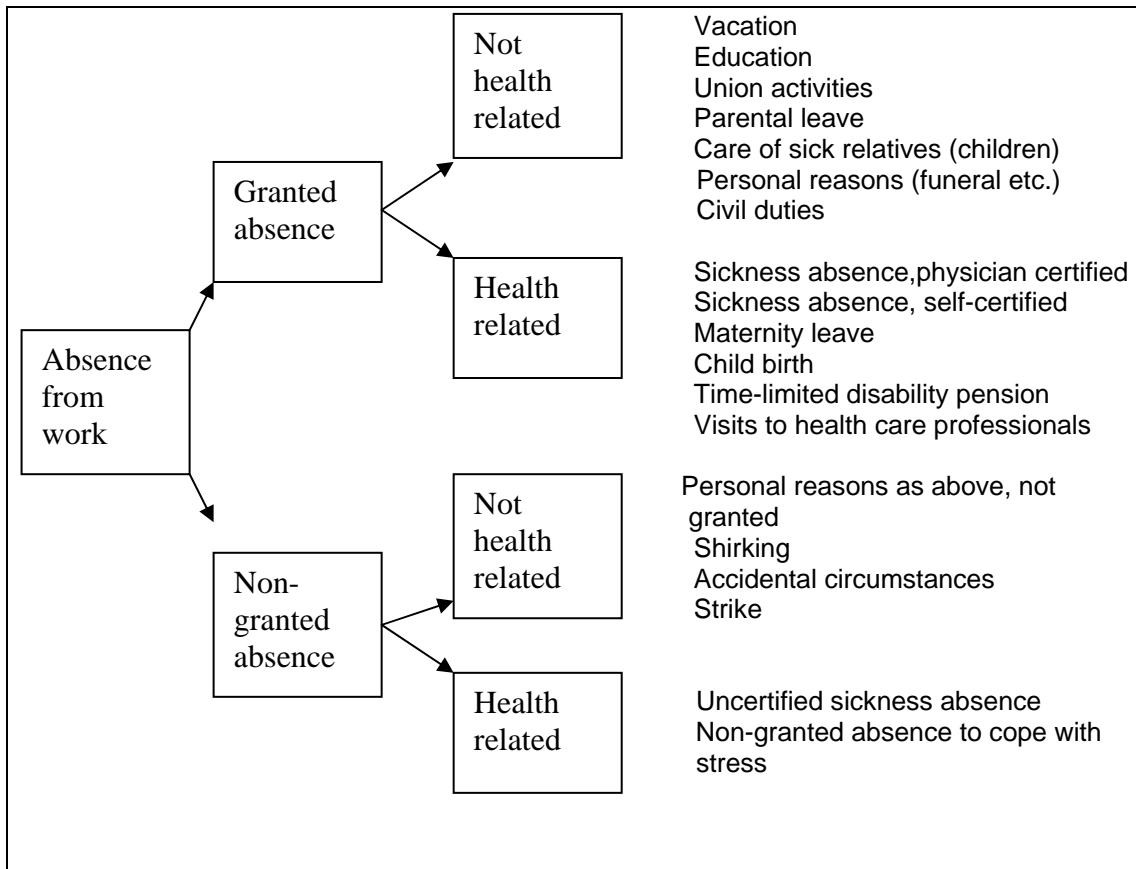 Absence
from
work
Granted
absence
Not
health
related
Vacation
Education
Union activities
Parental leave
Care of sick relatives (children)
Personal reasons (funeral etc.)
Civil duties
Health
related
Sickness absence,physician certified
Sickness absence, self-certified
Maternity leave
Child birth
Time-limited disability pension
Visits to health care professionals
Non-
granted
absence
Not
health
related
Personal reasons as above, not
granted
Shirking
Accidental circumstances
Strike
Health
related
Uncertified sickness absence
Non-granted absence to cope with
stress